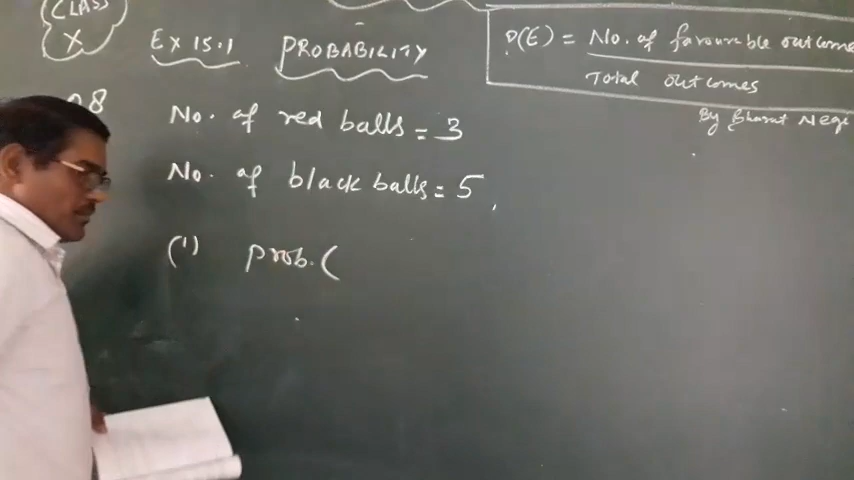 CLASS
X
Ex 15.1 PROBABILITY
P(E) = No. of favourable outcome
Total outcomes
By Bharat Negi
Q8
No. of red balls = 3
No. of black balls = 5
(1) prob. (